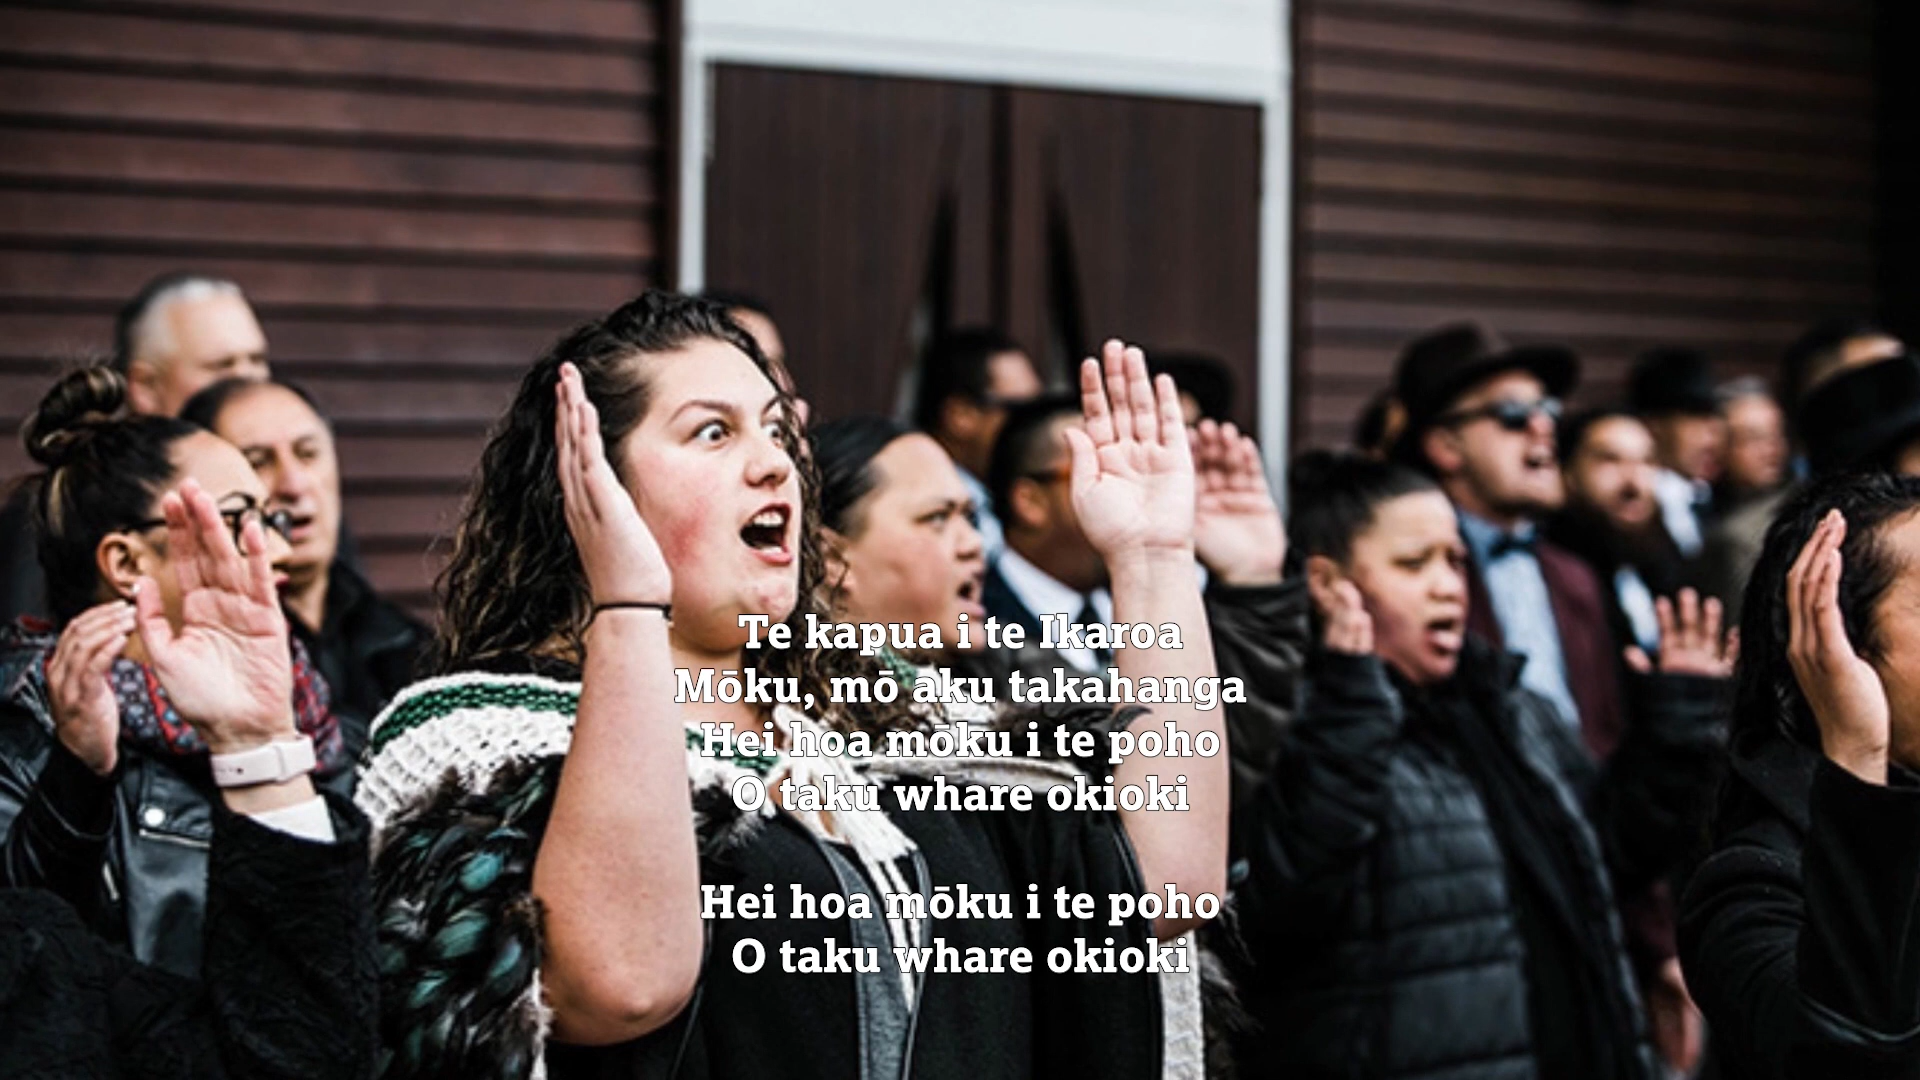 Te kapua i te Ikaroa
Mōku, mō aku takahanga
Hei hoa mōku i te poho
O taku whare okioki
Hei hoa mōku i te poho
O taku whare okioki